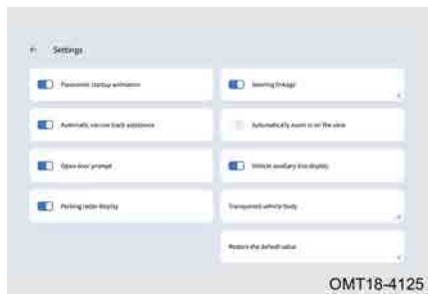 ← Settings
Panoramic startup animation
Steering linkage
Automatic narrow track assistance
Automatically zoom in on the view
Open door prompt
Vehicle auxiliary line display
Parking radar display
Transparent vehicle body
Restore the default value
OMT18-4125